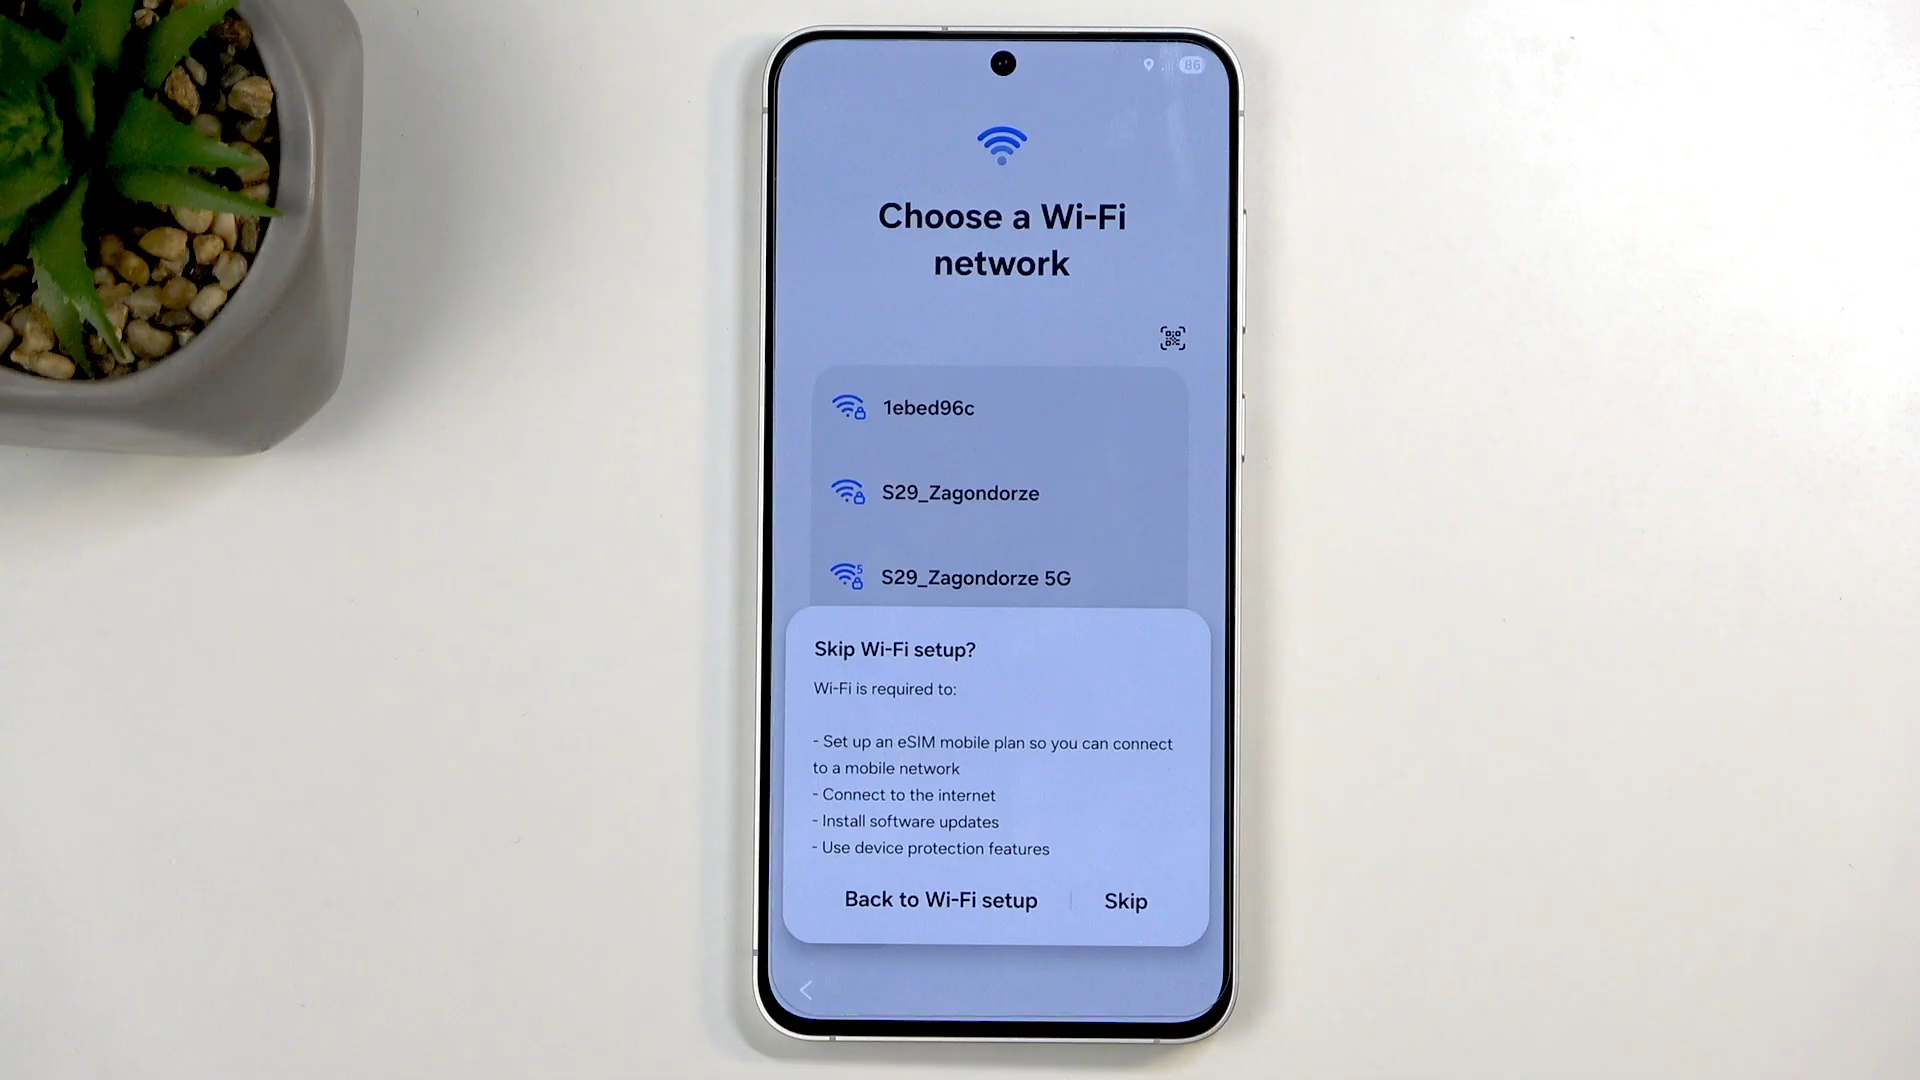 86
Choose a Wi-Fi
network
1ebed96c
S29_Zagondorze
5
S29_Zagondorze 5G
Skip Wi-Fi setup?
Wi-Fi is required to:
- Set up an eSIM mobile plan so you can connect
to a mobile network
- Connect to the internet
- Install software updates
- Use device protection features
Back to Wi-Fi setup
Skip